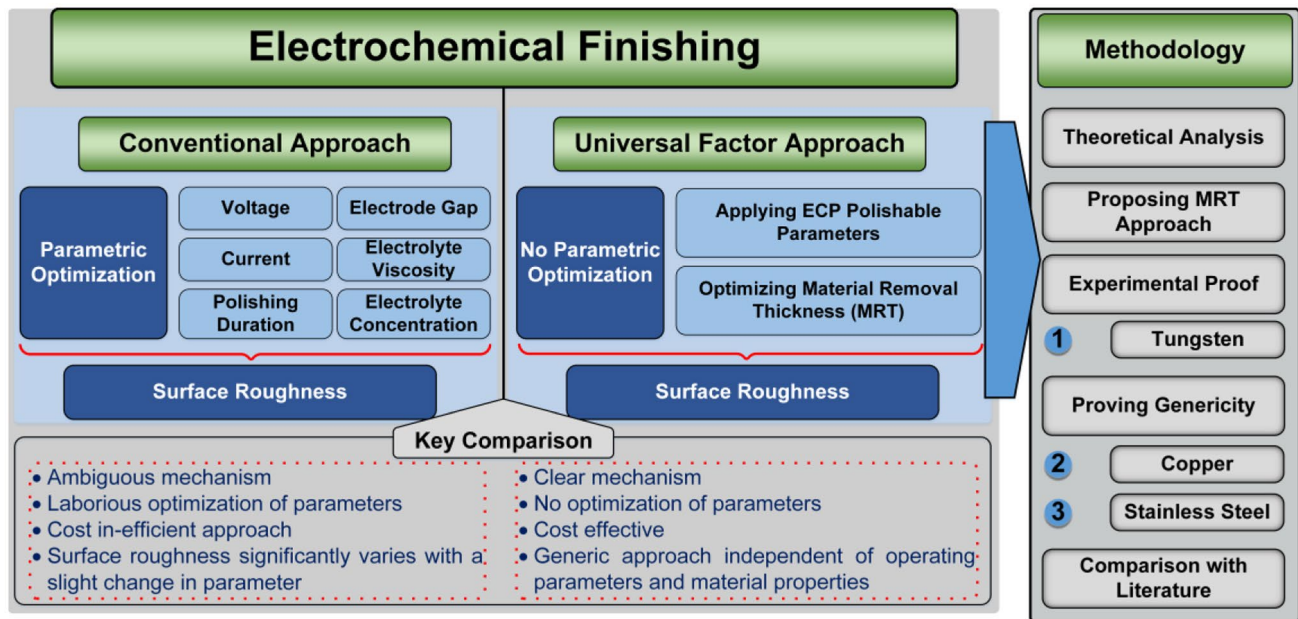 Electrochemical Finishing
Conventional Approach
Parametric
Optimization
Voltage
Electrode Gap
Current
Electrolyte
Viscosity
Polishing
Duration
Electrolyte
Concentration
Surface Roughness
Universal Factor Approach
No Parametric
Optimization
Applying ECP Polishable
Parameters
Optimizing Material Removal
Thickness (MRT)
Surface Roughness
Key Comparison
• Ambiguous mechanism
• Laborious optimization of parameters
• Cost in-efficient approach
• Surface roughness significantly varies with a
slight change in parameter
• Clear mechanism
• No optimization of parameters
• Cost effective
• Generic approach independent of operating
parameters and material properties
Methodology
Theoretical Analysis
Proposing MRT
Approach
Experimental Proof
1 Tungsten
Proving Genericity
2 Copper
3 Stainless Steel
Comparison with
Literature